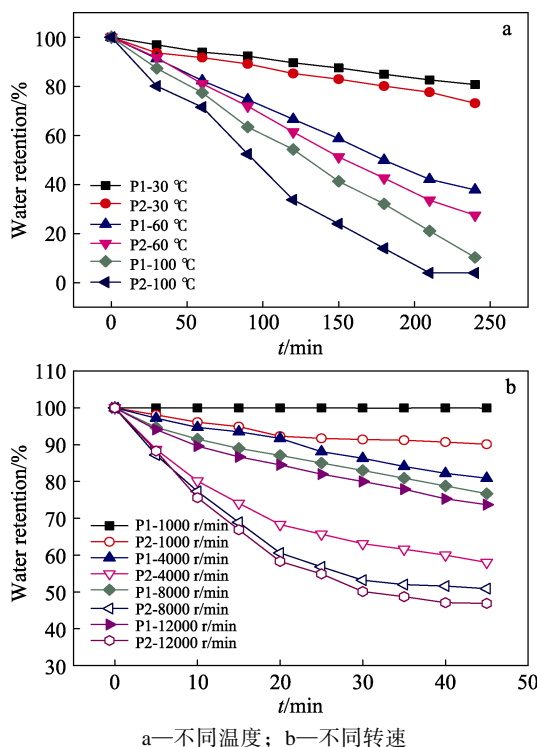 a
100
80
60
40
20
0
Water retention/%
P1-30 ℃
P2-30 ℃
P1-60 ℃
P2-60 ℃
P1-100 ℃
P2-100 ℃
0 50 100 150 200 250
t/min
b
110
100
90
80
70
60
50
40
30
Water retention/%
P1-1000 r/min
P2-1000 r/min
P1-4000 r/min
P2-4000 r/min
P1-8000 r/min
P2-8000 r/min
P1-12000 r/min
P2-12000 r/min
0 10 20 30 40 50
t/min
a—不同温度；b—不同转速